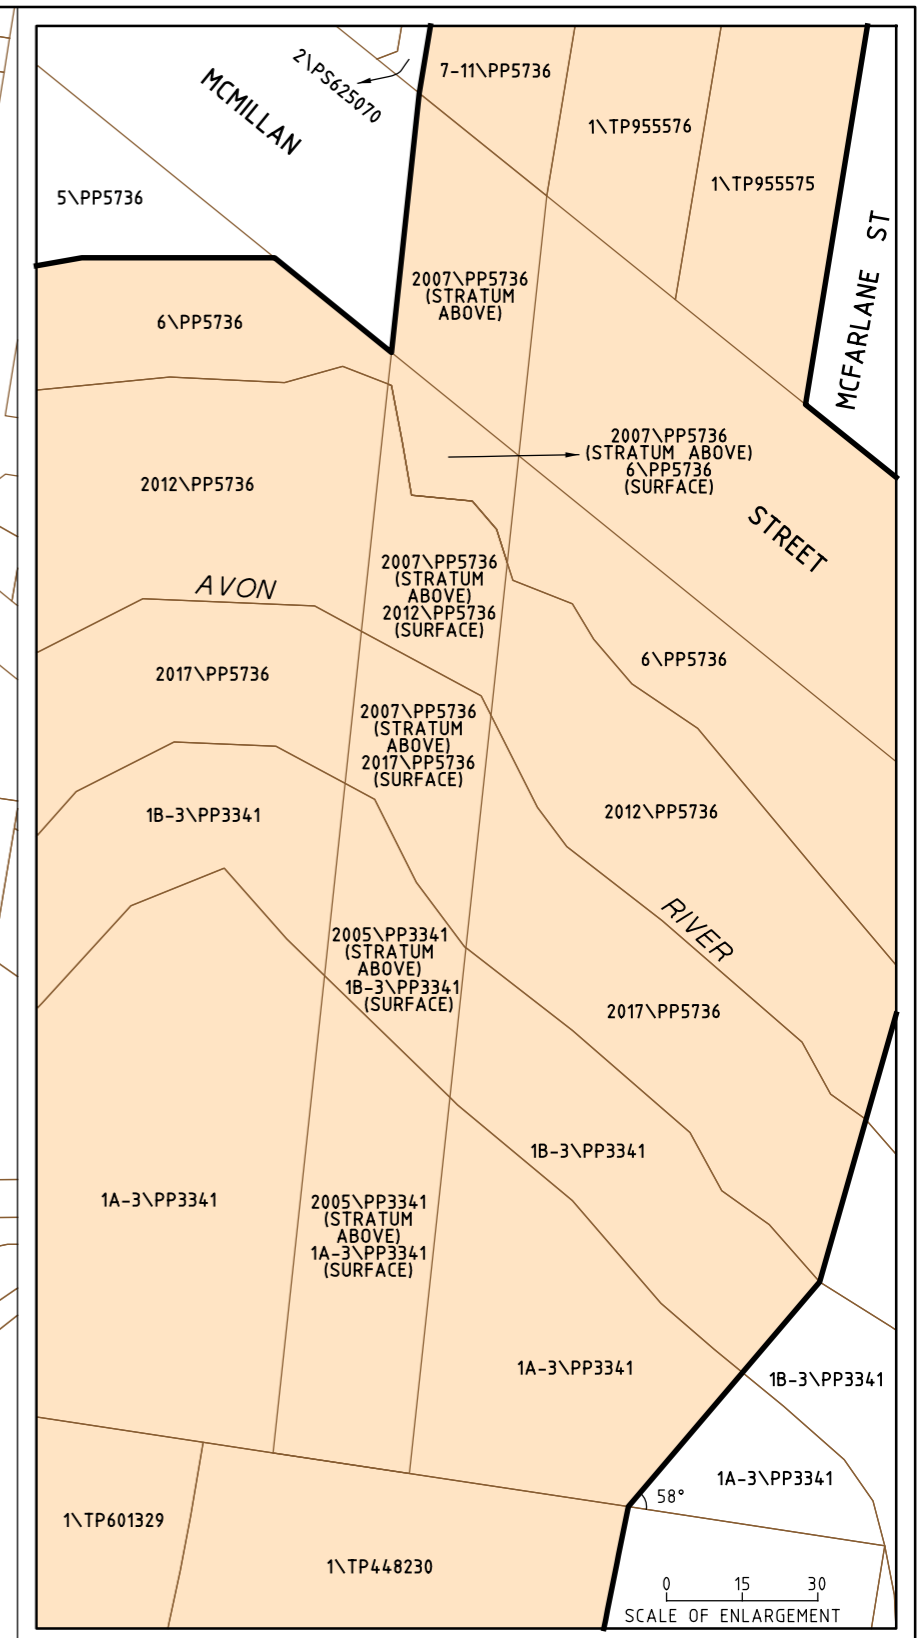 2\PS625070
MCMILLAN
7-11\PP5736
1\TP955576
1\TP955575
5\PP5736
MCFARLANE ST
2007\PP5736
(STRATUM
ABOVE)
6\PP5736
2007\PP5736
(STRATUM ABOVE)
6\PP5736
(SURFACE)
2012\PP5736
STREET
2007\PP5736
(STRATUM
ABOVE)
2012\PP5736
(SURFACE)
AVON
6\PP5736
2017\PP5736
2007\PP5736
(STRATUM
ABOVE)
2017\PP5736
(SURFACE)
1B-3\PP3341
2012\PP5736
RIVER
2005\PP3341
(STRATUM
ABOVE)
1B-3\PP3341
(SURFACE)
2017\PP5736
1B-3\PP3341
1A-3\PP3341
2005\PP3341
(STRATUM
ABOVE)
1A-3\PP3341
(SURFACE)
1A-3\PP3341
1B-3\PP3341
1A-3\PP3341
58°
1\TP601329
1\TP448230
0 15 30
SCALE OF ENLARGEMENT